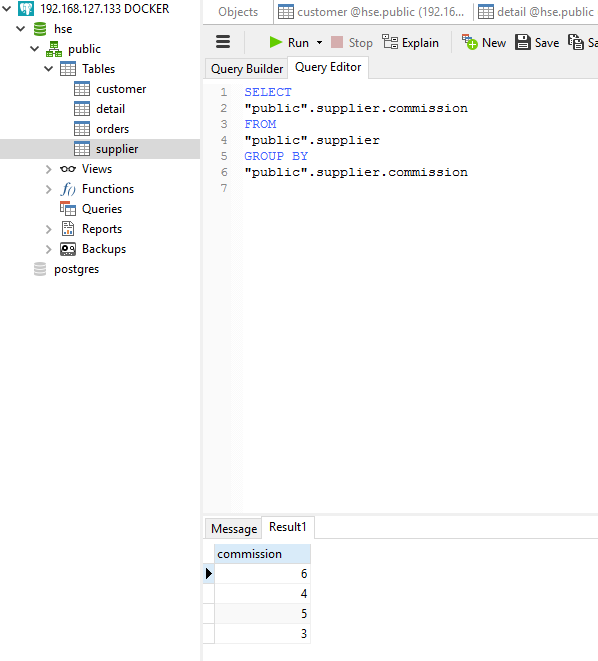 192.168.127.133 DOCKER
hse
public
Tables
customer
detail
orders
supplier
Views
Functions
Queries
Reports
Backups
postgres
Objects customer @hse.public (192.16... detail @hse.public
Run Stop Explain New Save Sa
Query Builder Query Editor
1 SELECT
2 "public".supplier.commission
3 FROM
4 "public".supplier
5 GROUP BY
6 "public".supplier.commission
7
Message Result1
commission
6
4
5
3